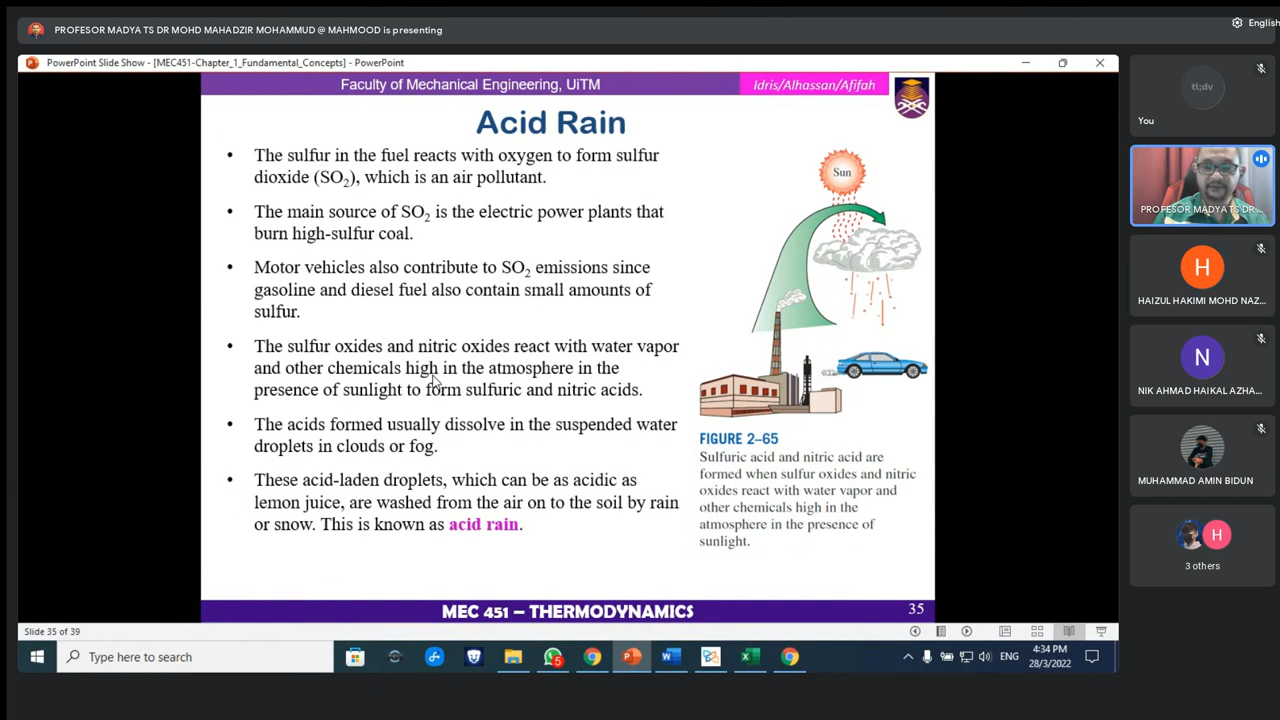 PROFESOR MADYA TS DR MOHD MAHADZIR MOHAMMUD @ MAHMOOD is presenting
English
PowerPoint Slide Show - [MEC451-Chapter_1_Fundamental_Concepts] - PowerPoint
Faculty of Mechanical Engineering, UiTM
Idris/Alhassan/Afifah
Acid Rain
• The sulfur in the fuel reacts with oxygen to form sulfur
dioxide (SO2), which is an air pollutant.
• The main source of SO2 is the electric power plants that
burn high-sulfur coal.
• Motor vehicles also contribute to SO2 emissions since
gasoline and diesel fuel also contain small amounts of
sulfur.
• The sulfur oxides and nitric oxides react with water vapor
and other chemicals high in the atmosphere in the
presence of sunlight to form sulfuric and nitric acids.
• The acids formed usually dissolve in the suspended water
droplets in clouds or fog.
• These acid-laden droplets, which can be as acidic as
lemon juice, are washed from the air on to the soil by rain
or snow. This is known as acid rain.
Sun
FIGURE 2–65
Sulfuric acid and nitric acid are
formed when sulfur oxides and nitric
oxides react with water vapor and
other chemicals high in the
atmosphere in the presence of
sunlight.
MEC 451 – THERMODYNAMICS
35
Slide 35 of 39
tl;dv
You
PROFESOR MADYA TS DR ...
H
HAIZUL HAKIMI MOHD NAZ...
N
NIK AHMAD HAIKAL AZHA...
MUHAMMAD AMIN BIDUN
H
3 others
Type here to search
5
ENG
4:34 PM
28/3/2022